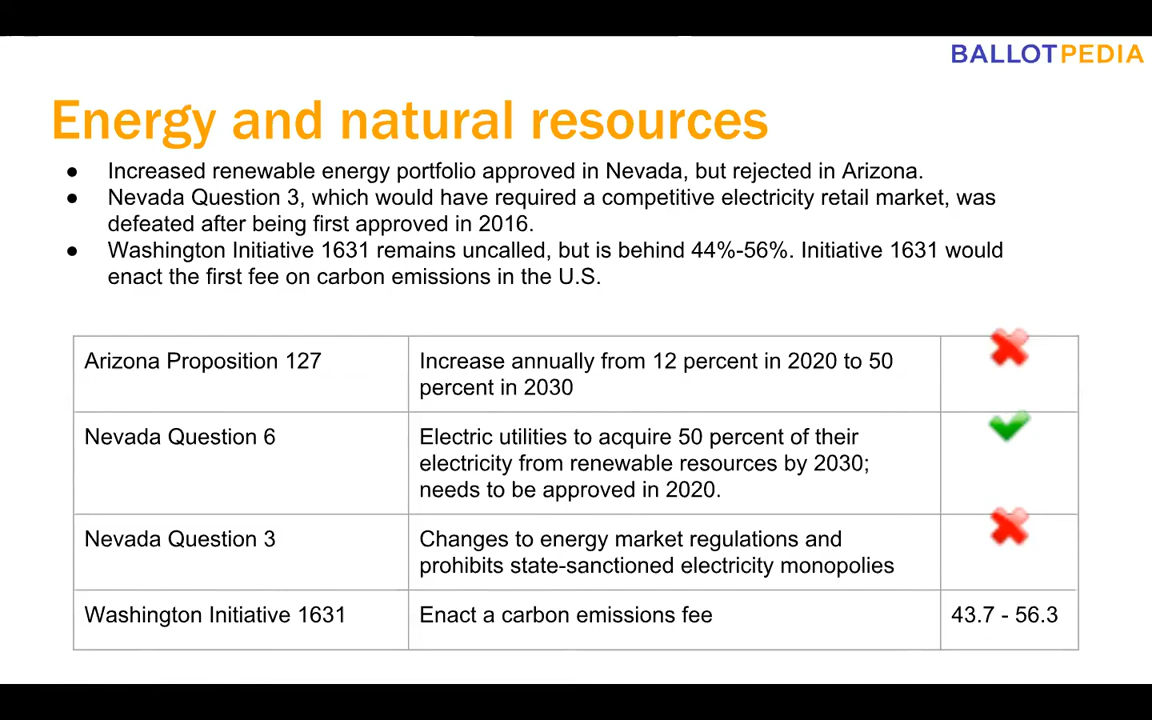 BALLOTPEDIA
Energy and natural resources
● Increased renewable energy portfolio approved in Nevada, but rejected in Arizona.
● Nevada Question 3, which would have required a competitive electricity retail market, was
defeated after being first approved in 2016.
● Washington Initiative 1631 remains uncalled, but is behind 44%-56%. Initiative 1631 would
enact the first fee on carbon emissions in the U.S.
Arizona Proposition 127
Increase annually from 12 percent in 2020 to 50
percent in 2030
Nevada Question 6
Electric utilities to acquire 50 percent of their
electricity from renewable resources by 2030;
needs to be approved in 2020.
Nevada Question 3
Changes to energy market regulations and
prohibits state-sanctioned electricity monopolies
Washington Initiative 1631
Enact a carbon emissions fee
43.7 - 56.3